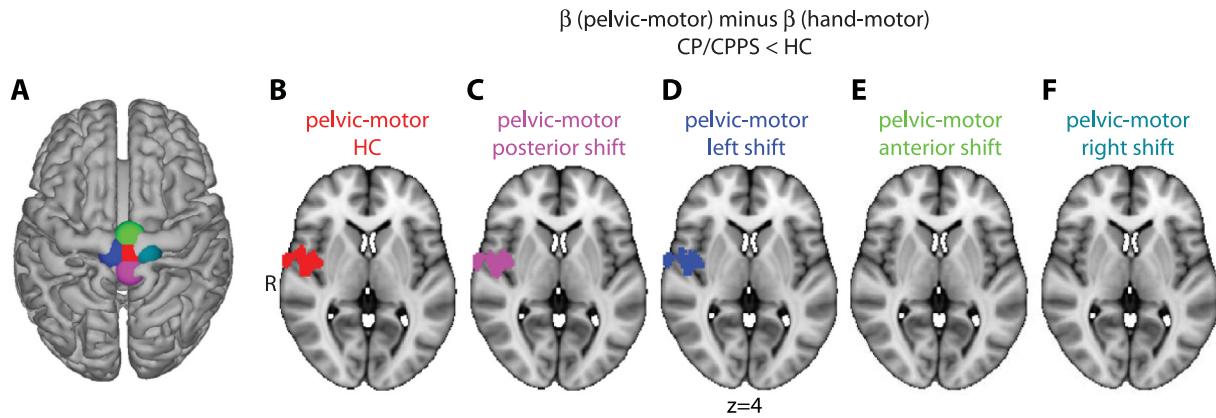 β (pelvic-motor) minus β (hand-motor)
CP/CPPS < HC
A
B
pelvic-motor
HC
C
pelvic-motor
posterior shift
D
pelvic-motor
left shift
E
pelvic-motor
anterior shift
F
pelvic-motor
right shift
R
z=4